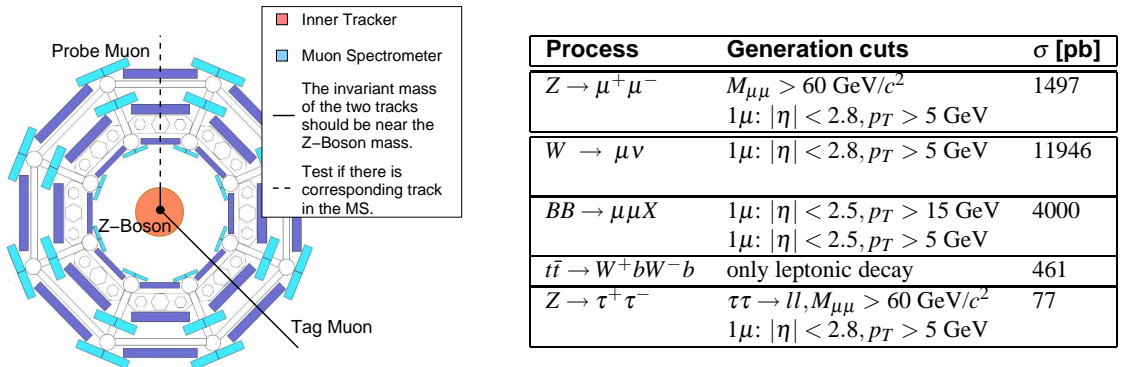 Inner Tracker
Probe Muon
Muon Spectrometer
The invariant mass
of the two tracks
should be near the
Z−Boson mass.
Test if there is
corresponding track
in the MS.
Z−Boson
Tag Muon
Process Generation cuts σ [pb]
Z → μ⁺μ⁻ M_μμ > 60 GeV/c² 1497
1μ: |η| < 2.8, p_T > 5 GeV
W → μν 1μ: |η| < 2.8, p_T > 5 GeV 11946
BB → μμX 1μ: |η| < 2.5, p_T > 15 GeV 4000
1μ: |η| < 2.5, p_T > 5 GeV
tt̄ → W⁺bW⁻b only leptonic decay 461
Z → τ⁺τ⁻ ττ → ll, M_μμ > 60 GeV/c² 77
1μ: |η| < 2.8, p_T > 5 GeV